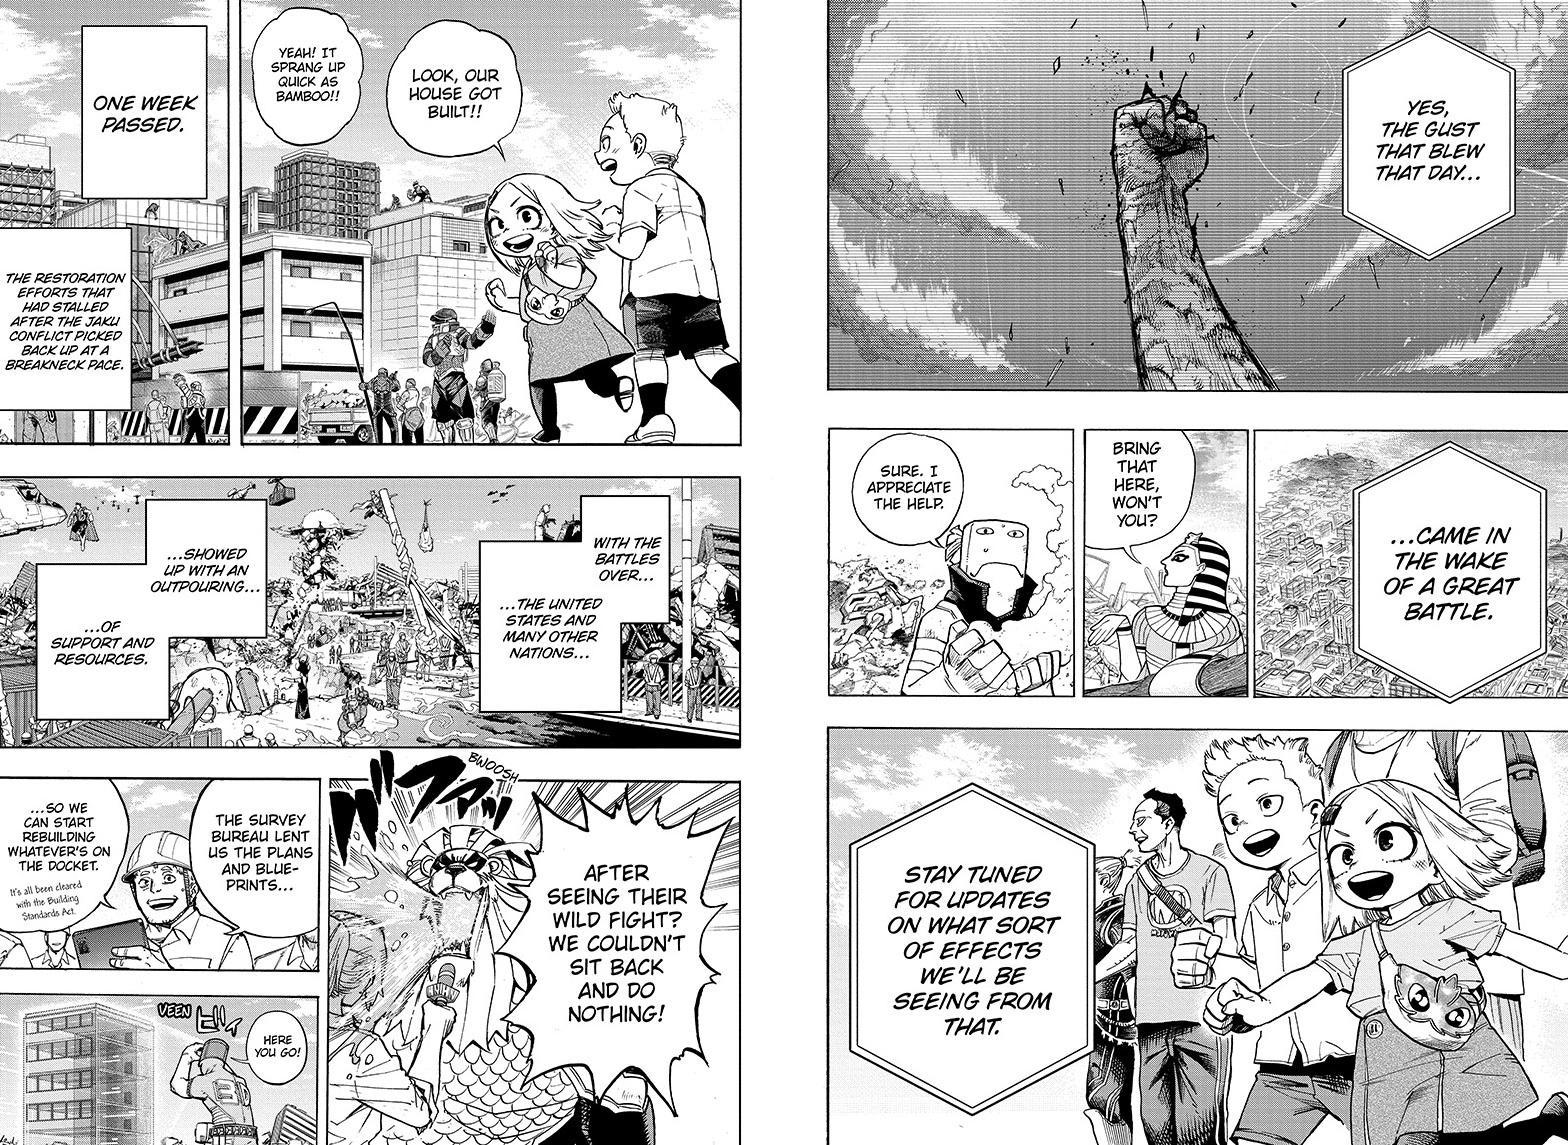 YES,
THE GUST
THAT BLEW
THAT DAY...
...CAME IN
THE WAKE
OF A GREAT
BATTLE.
BRING
THAT
HERE,
WON'T
YOU?
SURE. I
APPRECIATE
THE HELP.
STAY TUNED
FOR UPDATES
ON WHAT SORT
OF EFFECTS
WE'LL BE
SEEING FROM
THAT.
LOOK, OUR
HOUSE GOT
BUILT!!
YEAH! IT
SPRANG UP
QUICK AS
BAMBOO!!
ONE WEEK
PASSED.
THE RESTORATION
EFFORTS THAT
HAD STALLED
AFTER THE JAKU
CONFLICT PICKED
BACK UP AT A
BREAKNECK PACE.
WITH THE
BATTLES
OVER...
...THE UNITED
STATES AND
MANY OTHER
NATIONS...
...SHOWED
UP WITH AN
OUTPOURING...
...OF
SUPPORT AND
RESOURCES.
AFTER
SEEING THEIR
WILD FIGHT?
WE COULDN'T
SIT BACK
AND DO
NOTHING!
BWOOSH
THE SURVEY
BUREAU LENT
US THE PLANS
AND BLUE-
PRINTS...
...SO WE
CAN START
REBUILDING
WHATEVER'S ON
THE DOCKET.
It's all been cleared
with the Building
Standards Act.
HERE
YOU GO!
ビィ
VEEN